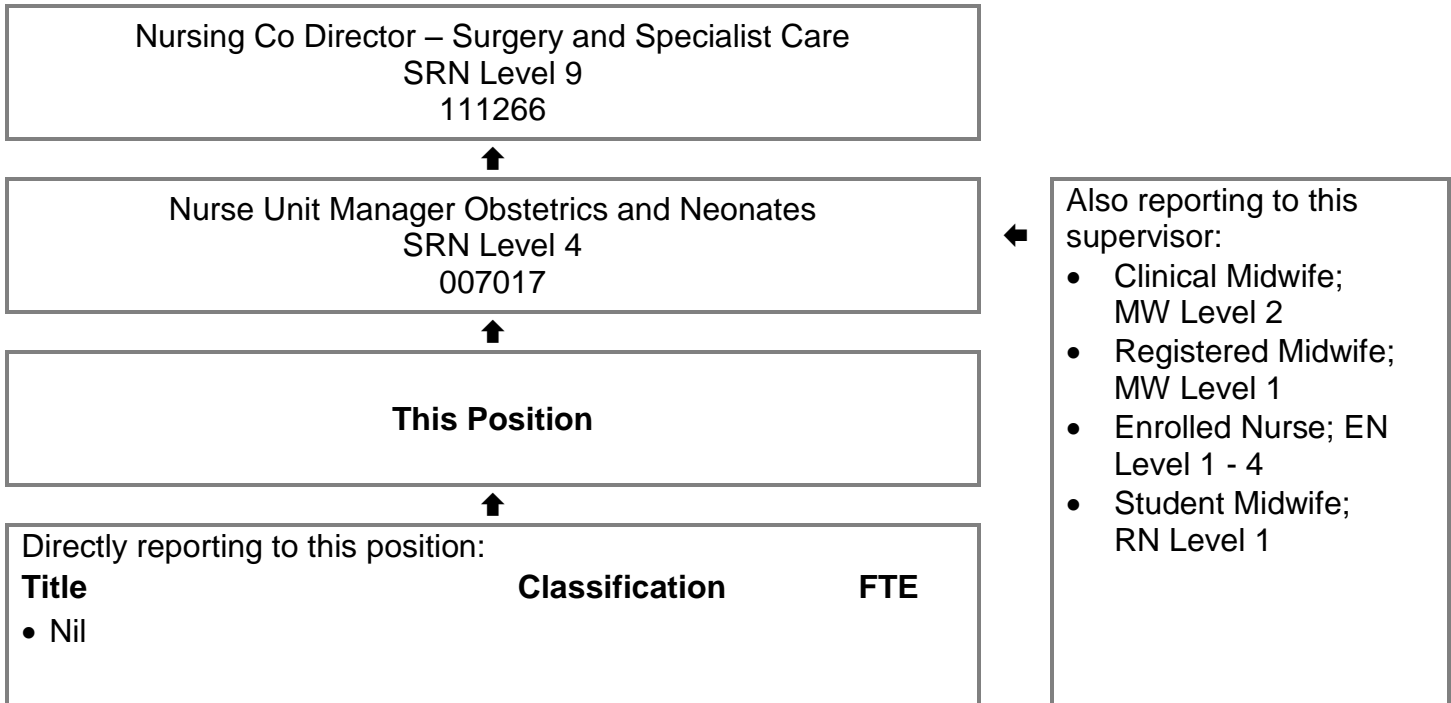 Nursing Co Director – Surgery and Specialist Care
SRN Level 9
111266
Nurse Unit Manager Obstetrics and Neonates
SRN Level 4
007017
This Position
Directly reporting to this position:
Title Classification FTE
• Nil
Also reporting to this
supervisor:
• Clinical Midwife;
MW Level 2
• Registered Midwife;
MW Level 1
• Enrolled Nurse; EN
Level 1 - 4
• Student Midwife;
RN Level 1